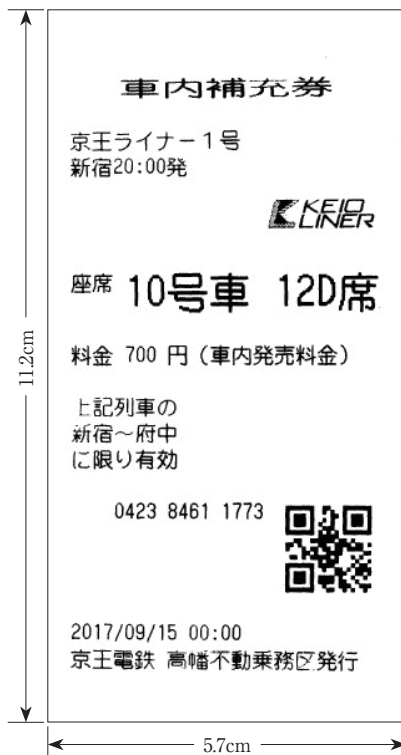 車内補充券
京王ライナー1号
新宿20:00発
KEIO
LINER
座席 10号車 12D席
料金 700 円 (車内発売料金)
上記列車の
新宿～府中
に限り有効
0423 8461 1773
2017/09/15 00:00
京王電鉄 高幡不動乗務区発行
11.2cm
5.7cm